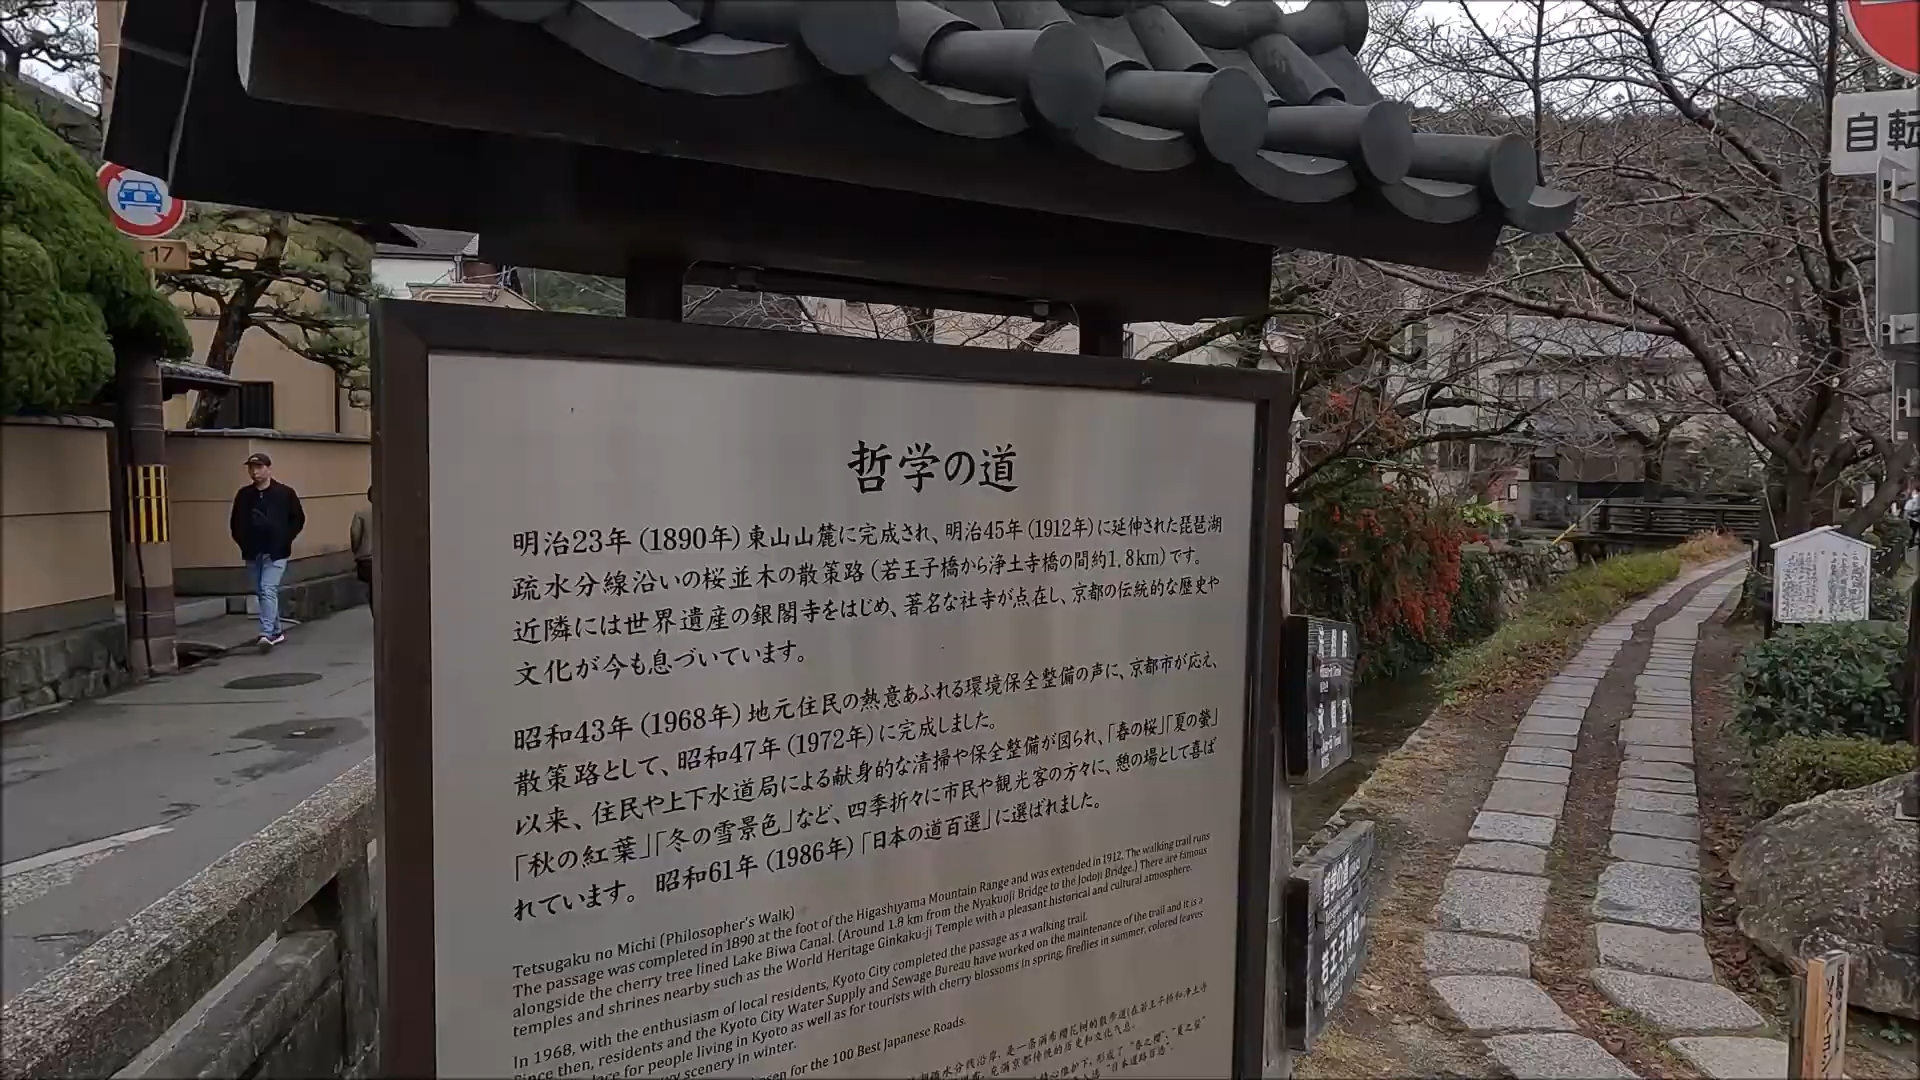 自転
17
哲学の道
明治23年(1890年)東山山麓に完成され、明治45年(1912年)に延伸された琵琶湖
疏水分線沿いの桜並木の散策路(若王子橋から浄土寺橋の間約1.8km)です。
近隣には世界遺産の銀閣寺をはじめ、著名な社寺が点在し、京都の伝統的な歴史や
文化が今も息づいています。
昭和43年(1968年)地元住民の熱意あふれる環境保全整備の声に、京都市が応え、
散策路として、昭和47年(1972年)に完成しました。
以来、住民や上下水道局による献身的な清掃や保全整備が図られ、「春の桜」「夏の螢」
「秋の紅葉」「冬の雪景色」など、四季折々に市民や観光客の方々に、憩の場として喜ば
れています。昭和61年(1986年)「日本の道百選」に選ばれました。
Tetsugaku no Michi (Philosopher's Walk)
The passage was completed in 1890 at the foot of the Higashiyama Mountain Range and was extended in 1912. The walking trail runs
alongside the cherry tree lined Lake Biwa Canal. (Around 1.8 km from the Nyakuoji Bridge to the Jodoji Bridge.) There are famous
temples and shrines nearby such as the World Heritage Ginkaku-ji Temple with a pleasant historical and cultural atmosphere.
In 1968, with the enthusiasm of local residents, Kyoto City completed the passage as a walking trail.
Since then, residents and the Kyoto City Water Supply and Sewage Bureau have worked on the maintenance of the trail and it is a
for people living in Kyoto as well as for tourists with cherry blossoms in spring, fireflies in summer, colored leaves
scenery in winter.
for the 100 Best Japanese Roads.
哲学の道
若王子神社